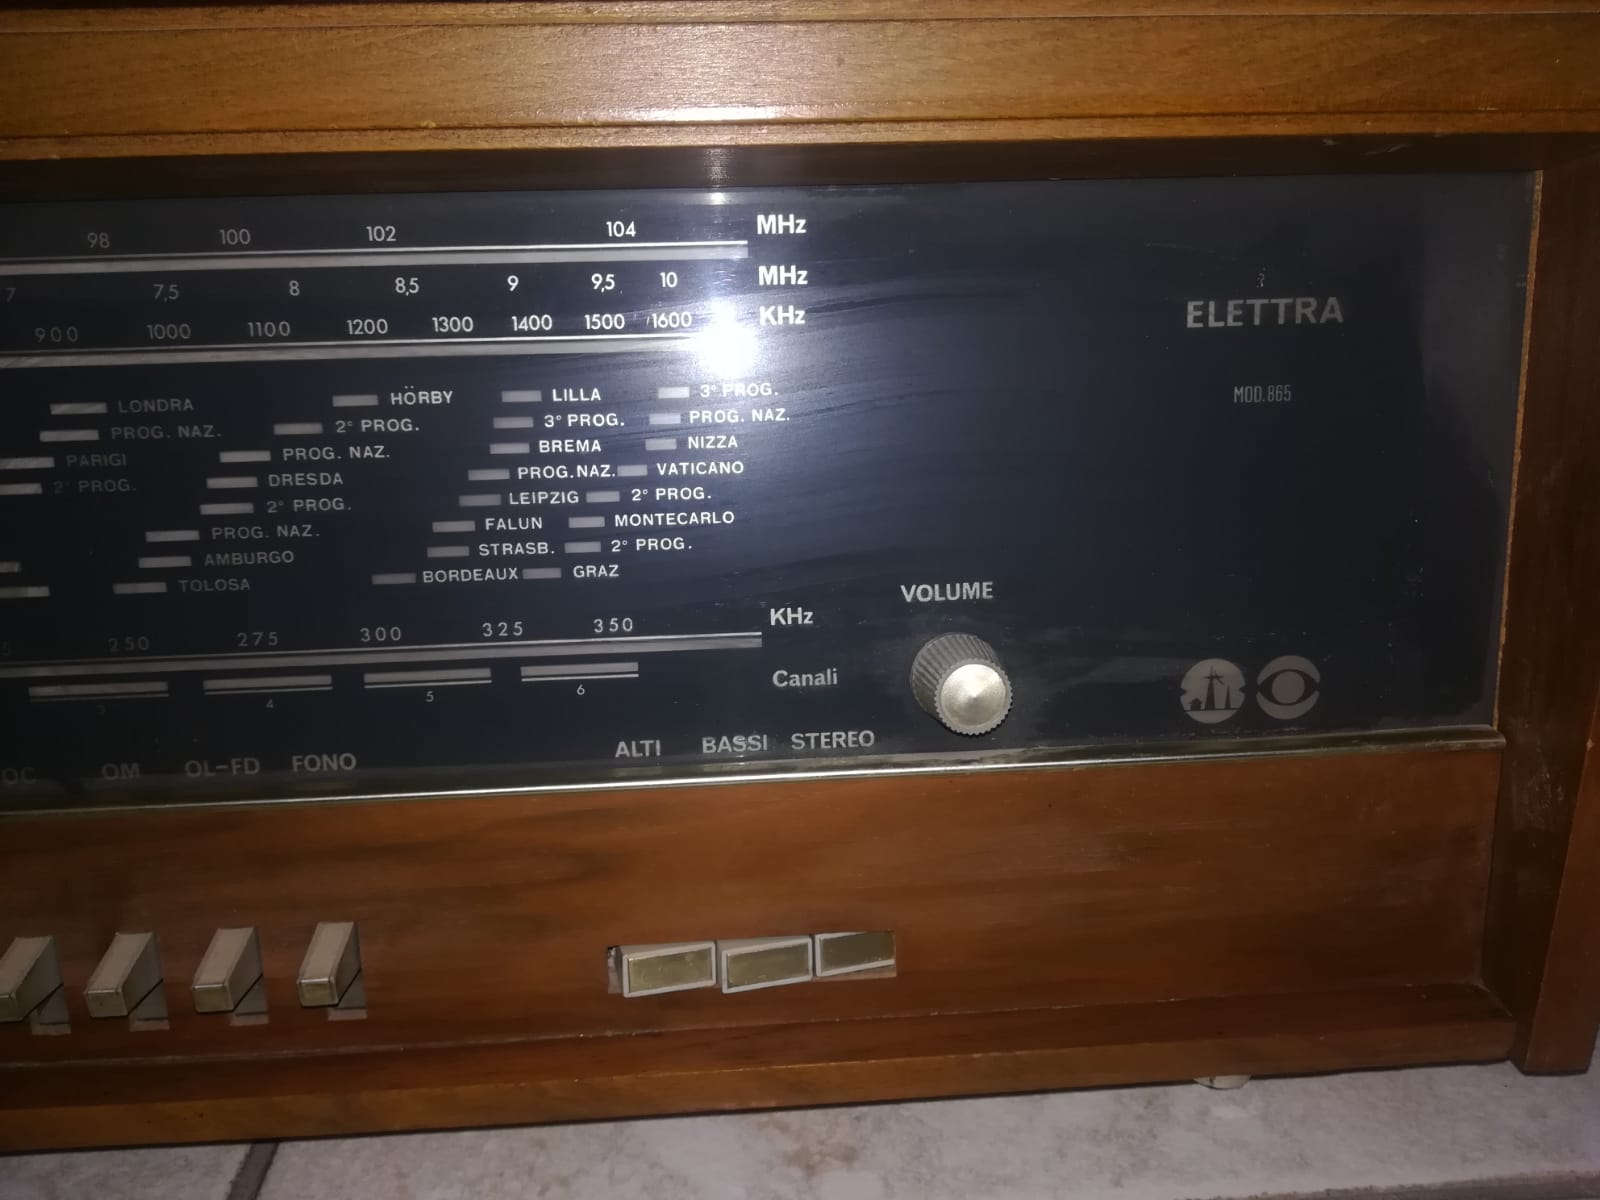 98 100 102 104 MHz
7 7,5 8 8,5 9 9,5 10 MHz
900 1000 1100 1200 1300 1400 1500 1600 KHz
ELETTRA
MOD.865
LONDRA HÖRBY LILLA 3° PROG.
PROG. NAZ. 2° PROG. 3° PROG. PROG. NAZ.
PARIGI PROG. NAZ. BREMA NIZZA
2° PROG. DRESDA PROG.NAZ. VATICANO
2° PROG. LEIPZIG 2° PROG.
PROG. NAZ. FALUN MONTECARLO
AMBURGO STRASB. 2° PROG.
TOLOSA BORDEAUX GRAZ
VOLUME
5 250 275 300 325 350 KHz
3 4 5 6 Canali
OC OM OL-FD FONO ALTI BASSI STEREO